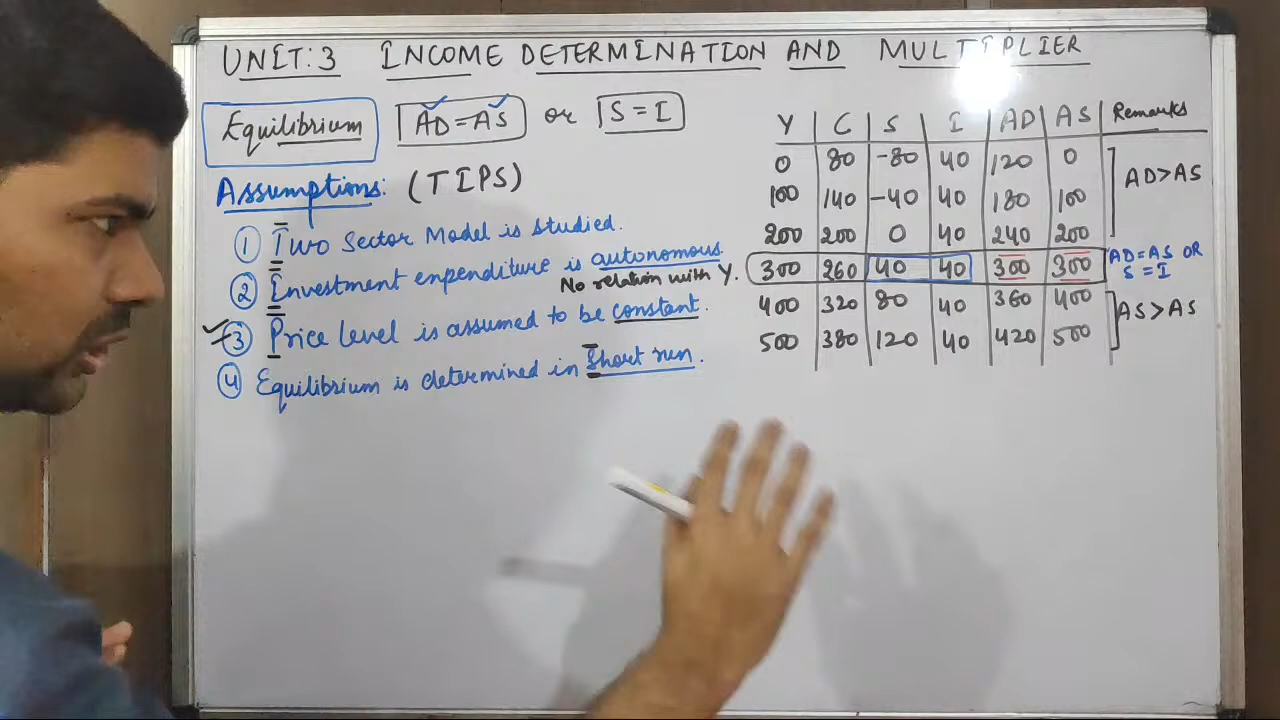 UNIT: 3 INCOME DETERMINATION AND MULTIPLIER
Equilibrium AD = AS or S = I
Assumptions: (TIPS)
① Two Sector Model is studied.
② Investment expenditure is autonomous.
No relation with Y.
③ Price level is assumed to be constant.
④ Equilibrium is determined in Short run.
Y C S I AD AS Remarks
0 80 -80 40 120 0
100 140 -40 40 180 100
AD>AS
200 200 0 40 240 200
300 260 40 40 300 300
AD=AS OR
S = I
400 320 80 40 360 400
AS>AS
500 380 120 40 420 500